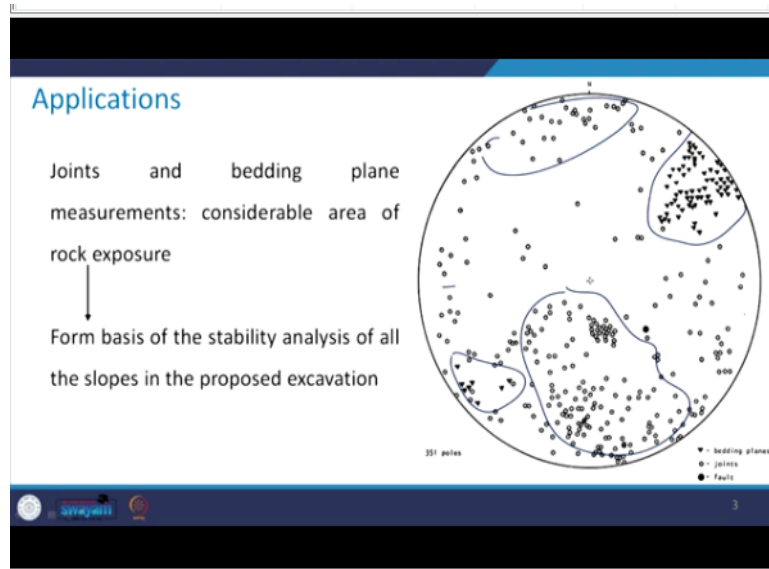 Applications
Joints and bedding plane
measurements: considerable area of
rock exposure
Form basis of the stability analysis of all
the slopes in the proposed excavation
N
351 poles
- bedding planes
- joints
- fault
swayam
3